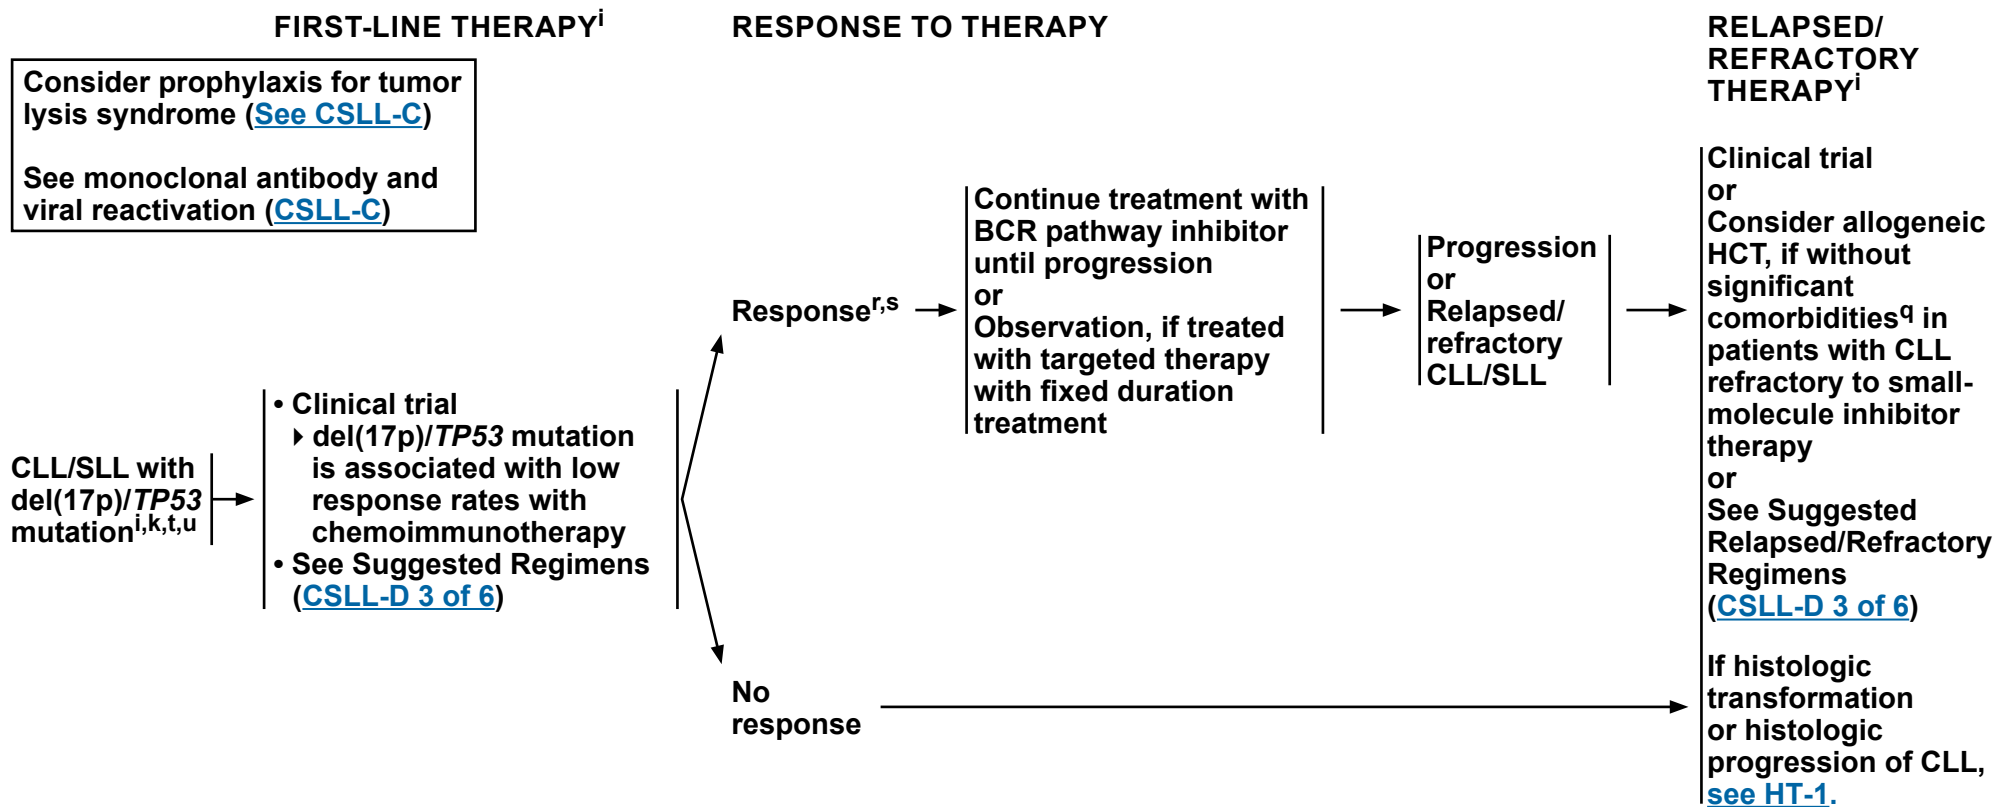 FIRST-LINE THERAPYⁱ
RESPONSE TO THERAPY
RELAPSED/
REFRACTORY
THERAPYⁱ
Consider prophylaxis for tumor
lysis syndrome (See CSLL-C)
See monoclonal antibody and
viral reactivation (CSLL-C)
CLL/SLL with
del(17p)/TP53
mutationi,k,t,u
• Clinical trial
▸ del(17p)/TP53 mutation
is associated with low
response rates with
chemoimmunotherapy
• See Suggested Regimens
(CSLL-D 3 of 6)
Responser,s
Continue treatment with
BCR pathway inhibitor
until progression
or
Observation, if treated
with targeted therapy
with fixed duration
treatment
Progression
or
Relapsed/
refractory
CLL/SLL
No
response
Clinical trial
or
Consider allogeneic
HCT, if without
significant
comorbiditiesq in
patients with CLL
refractory to small-
molecule inhibitor
therapy
or
See Suggested
Relapsed/Refractory
Regimens
(CSLL-D 3 of 6)
If histologic
transformation
or histologic
progression of CLL,
see HT-1.